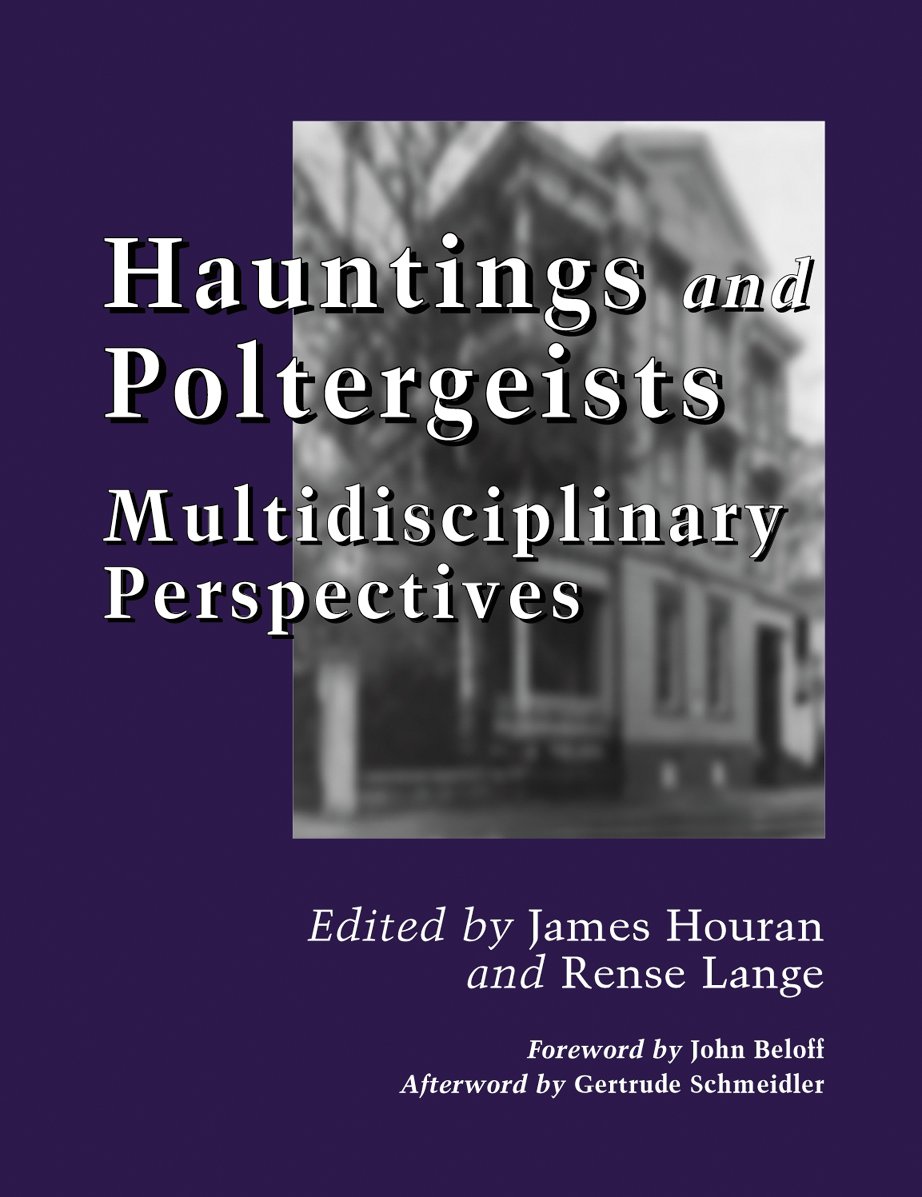 Hauntings and
Poltergeists
Multidisciplinary
Perspectives
Edited by James Houran
and Rense Lange
Foreword by John Beloff
Afterword by Gertrude Schmeidler